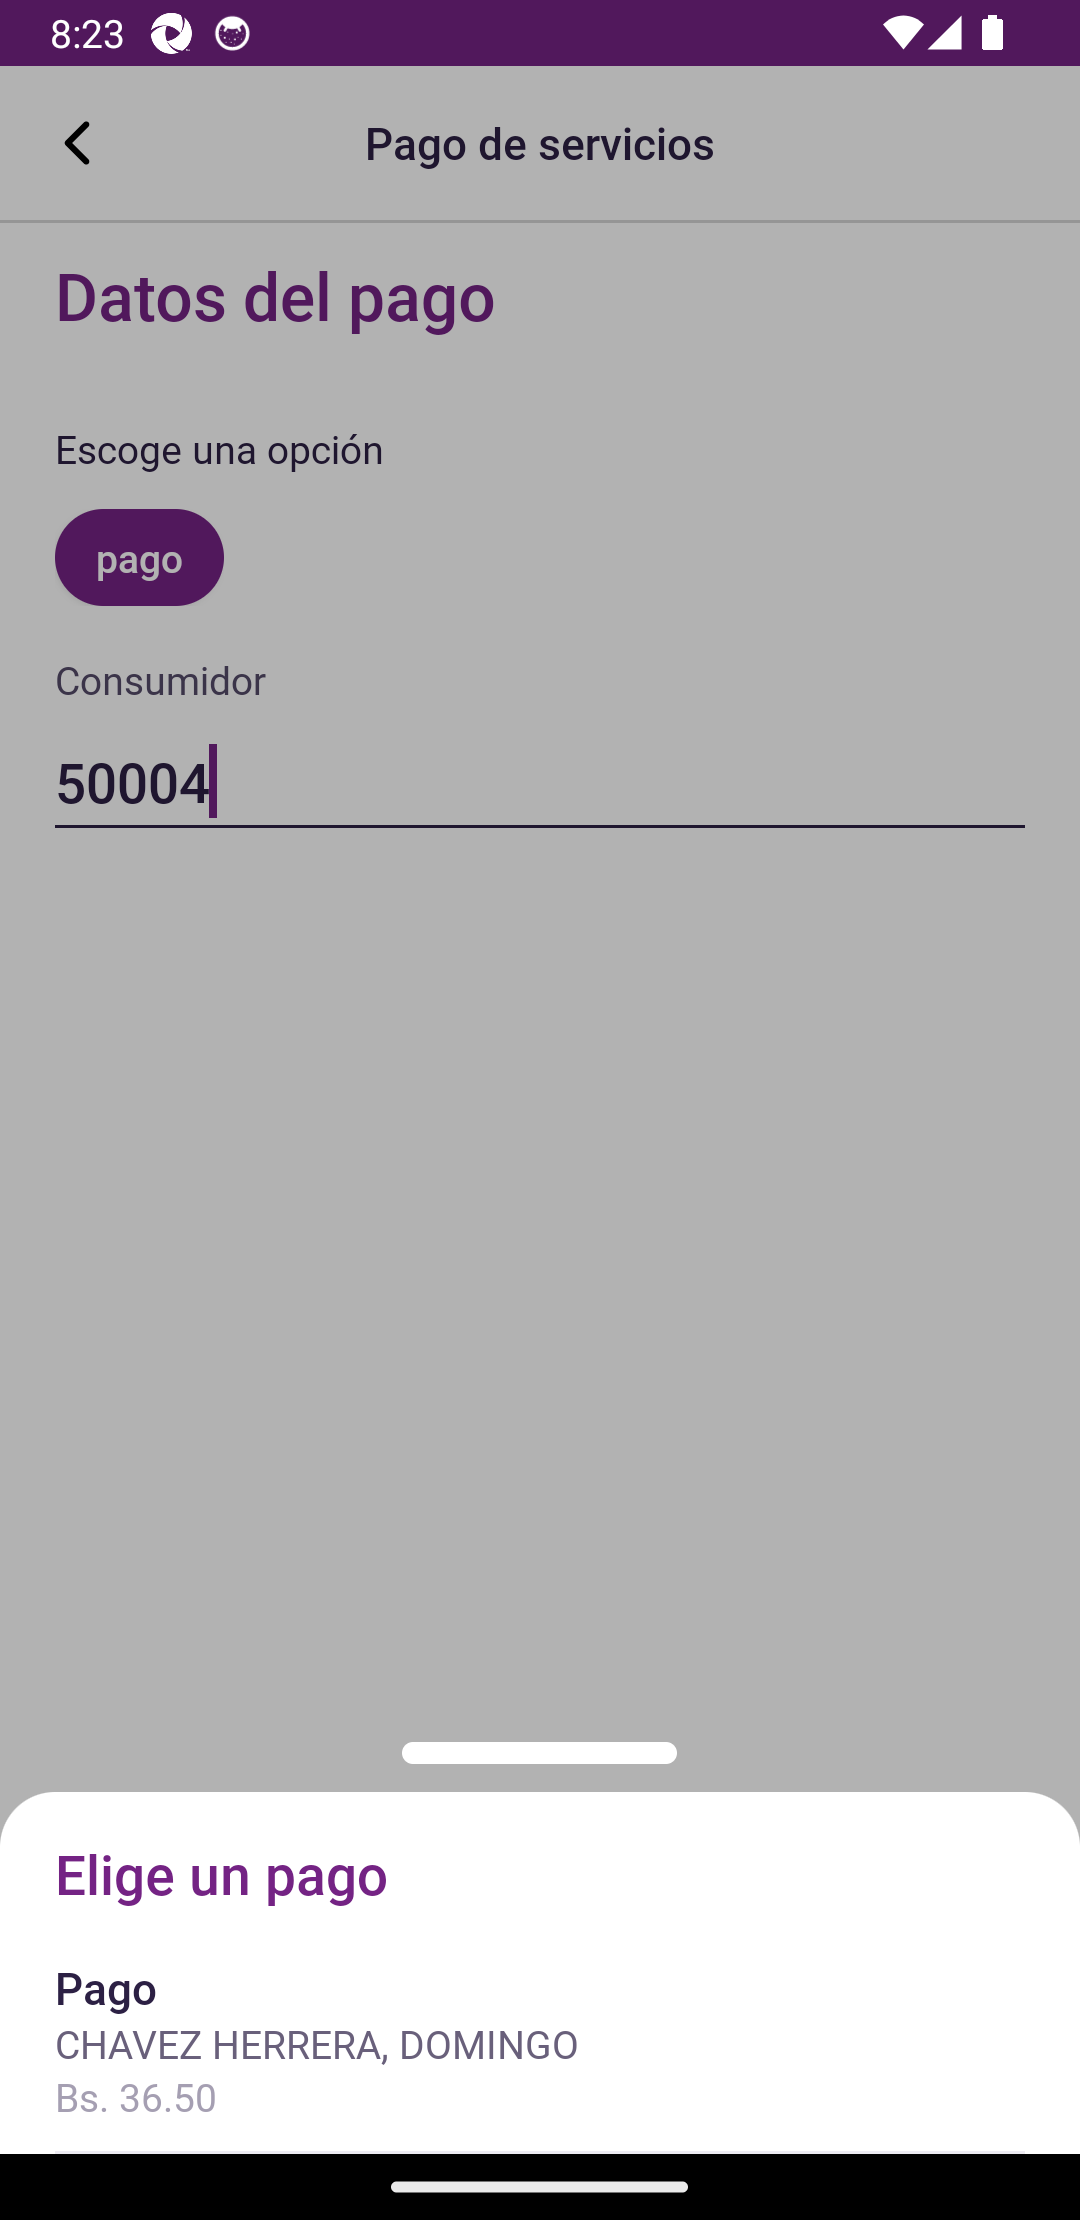 8:23
Pago de servicios
Datos del pago
Escoge una opción
pago
Consumidor
50004
Elige un pago
Pago
CHAVEZ HERRERA, DOMINGO
Bs. 36.50